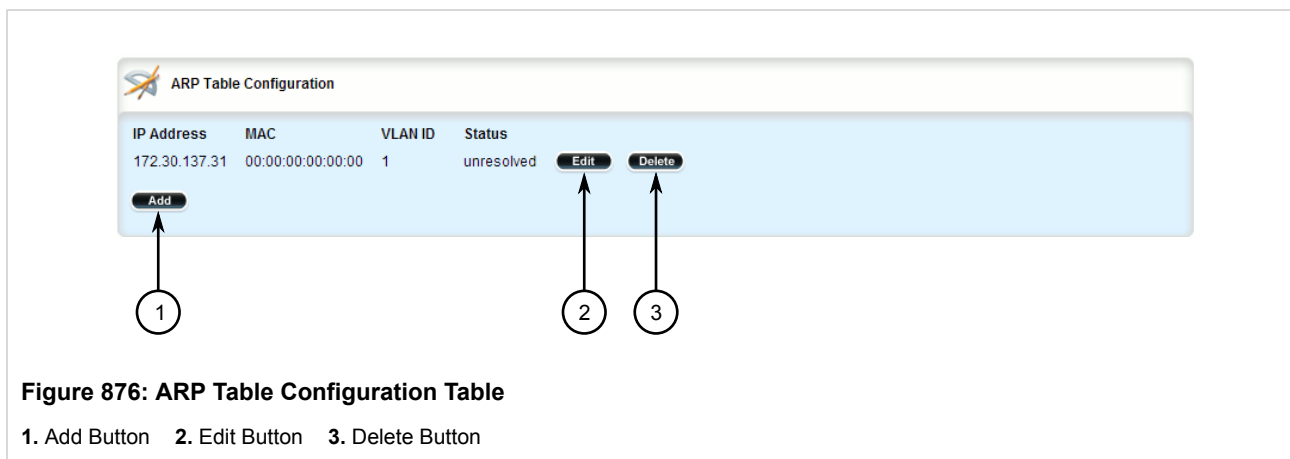 ARP Table Configuration
IP Address MAC VLAN ID Status
172.30.137.31 00:00:00:00:00:00 1 unresolved Edit Delete
Add
1 2 3
Figure 876: ARP Table Configuration Table
1. Add Button 2. Edit Button 3. Delete Button